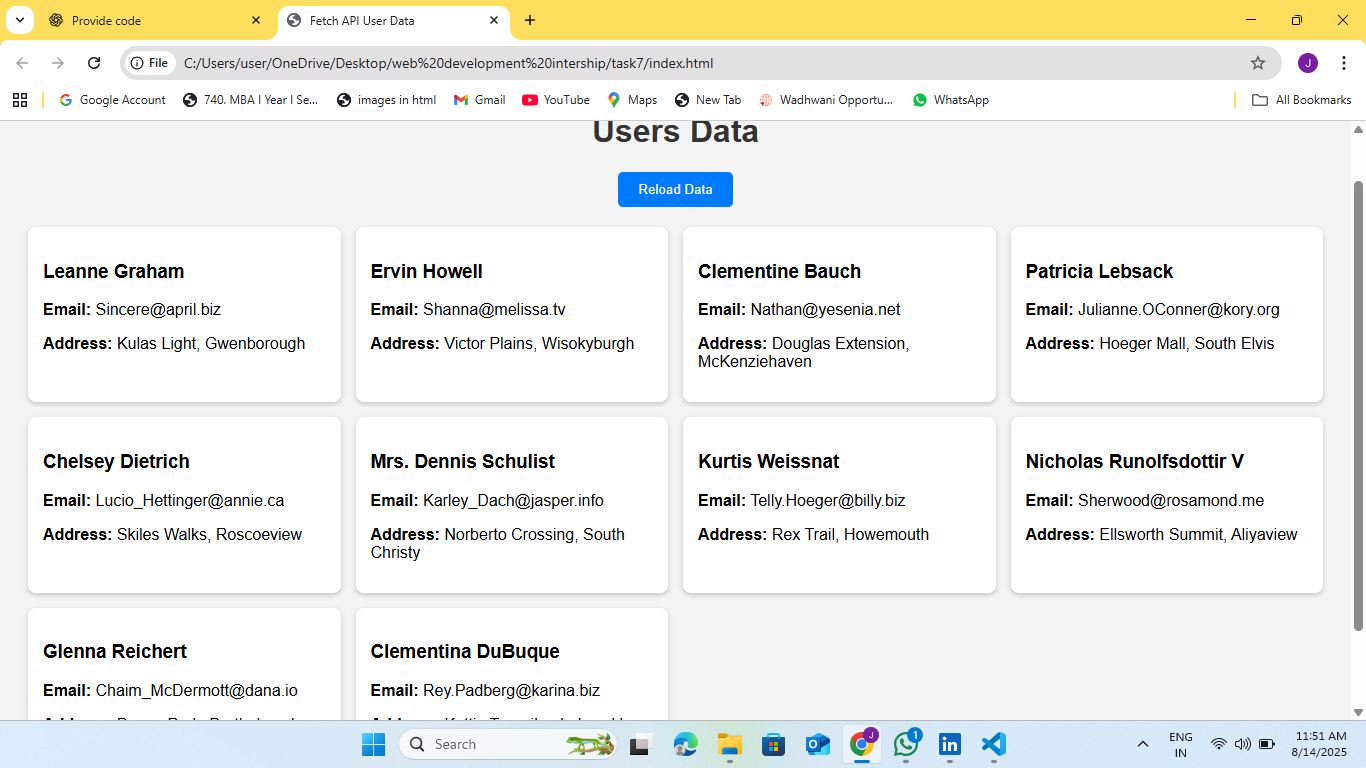 Provide code
Fetch API User Data
File
C:/Users/user/OneDrive/Desktop/web%20development%20intership/task7/index.html
J
Google Account
740. MBA I Year I Se...
images in html
Gmail
YouTube
Maps
New Tab
Wadhwani Opportu...
WhatsApp
All Bookmarks
Users Data
Reload Data
Leanne Graham
Email: Sincere@april.biz
Address: Kulas Light, Gwenborough
Ervin Howell
Email: Shanna@melissa.tv
Address: Victor Plains, Wisokyburgh
Clementine Bauch
Email: Nathan@yesenia.net
Address: Douglas Extension,
McKenziehaven
Patricia Lebsack
Email: Julianne.OConner@kory.org
Address: Hoeger Mall, South Elvis
Chelsey Dietrich
Email: Lucio_Hettinger@annie.ca
Address: Skiles Walks, Roscoeview
Mrs. Dennis Schulist
Email: Karley_Dach@jasper.info
Address: Norberto Crossing, South
Christy
Kurtis Weissnat
Email: Telly.Hoeger@billy.biz
Address: Rex Trail, Howemouth
Nicholas Runolfsdottir V
Email: Sherwood@rosamond.me
Address: Ellsworth Summit, Aliyaview
Glenna Reichert
Email: Chaim_McDermott@dana.io
Clementina DuBuque
Email: Rey.Padberg@karina.biz
Search
J
1
ENG
IN
11:51 AM
8/14/2025